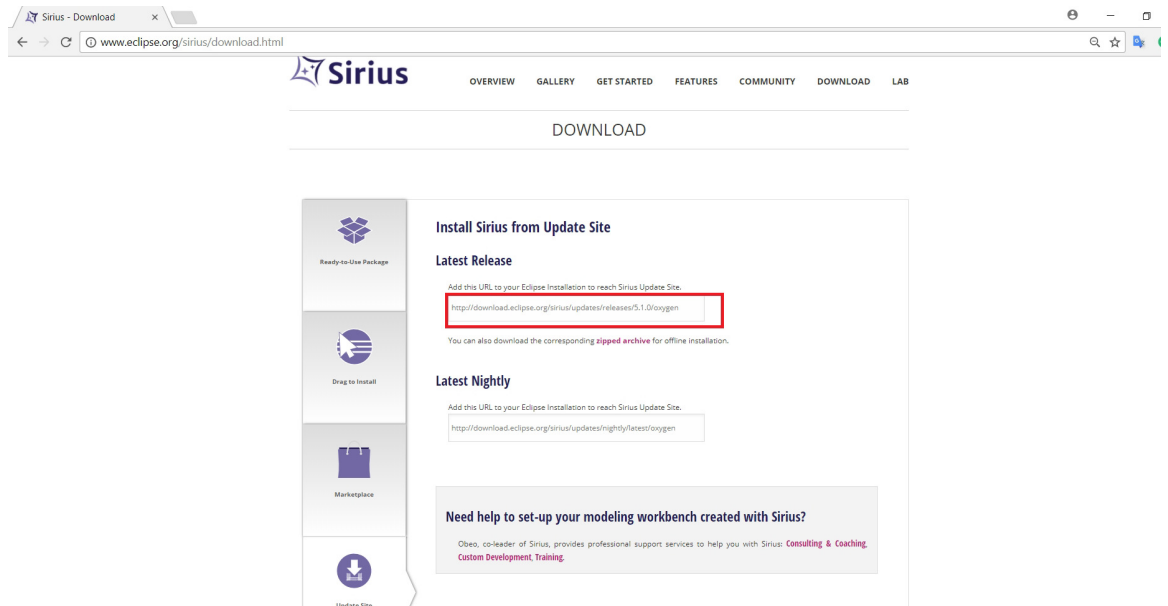 Sirius - Download
www.eclipse.org/sirius/download.html
Sirius
OVERVIEW GALLERY GET STARTED FEATURES COMMUNITY DOWNLOAD LAB
DOWNLOAD
Ready-to-Use Package
Drag to Install
Marketplace
Update Site
Install Sirius from Update Site
Latest Release
Add this URL to your Eclipse Installation to reach Sirius Update Site.
http://download.eclipse.org/sirius/updates/releases/5.1.0/oxygen
You can also download the corresponding zipped archive for offline installation.
Latest Nightly
Add this URL to your Eclipse Installation to reach Sirius Update Site.
http://download.eclipse.org/sirius/updates/nightly/latest/oxygen
Need help to set-up your modeling workbench created with Sirius?
Obeo, co-leader of Sirius, provides professional support services to help you with Sirius: Consulting & Coaching,
Custom Development, Training.